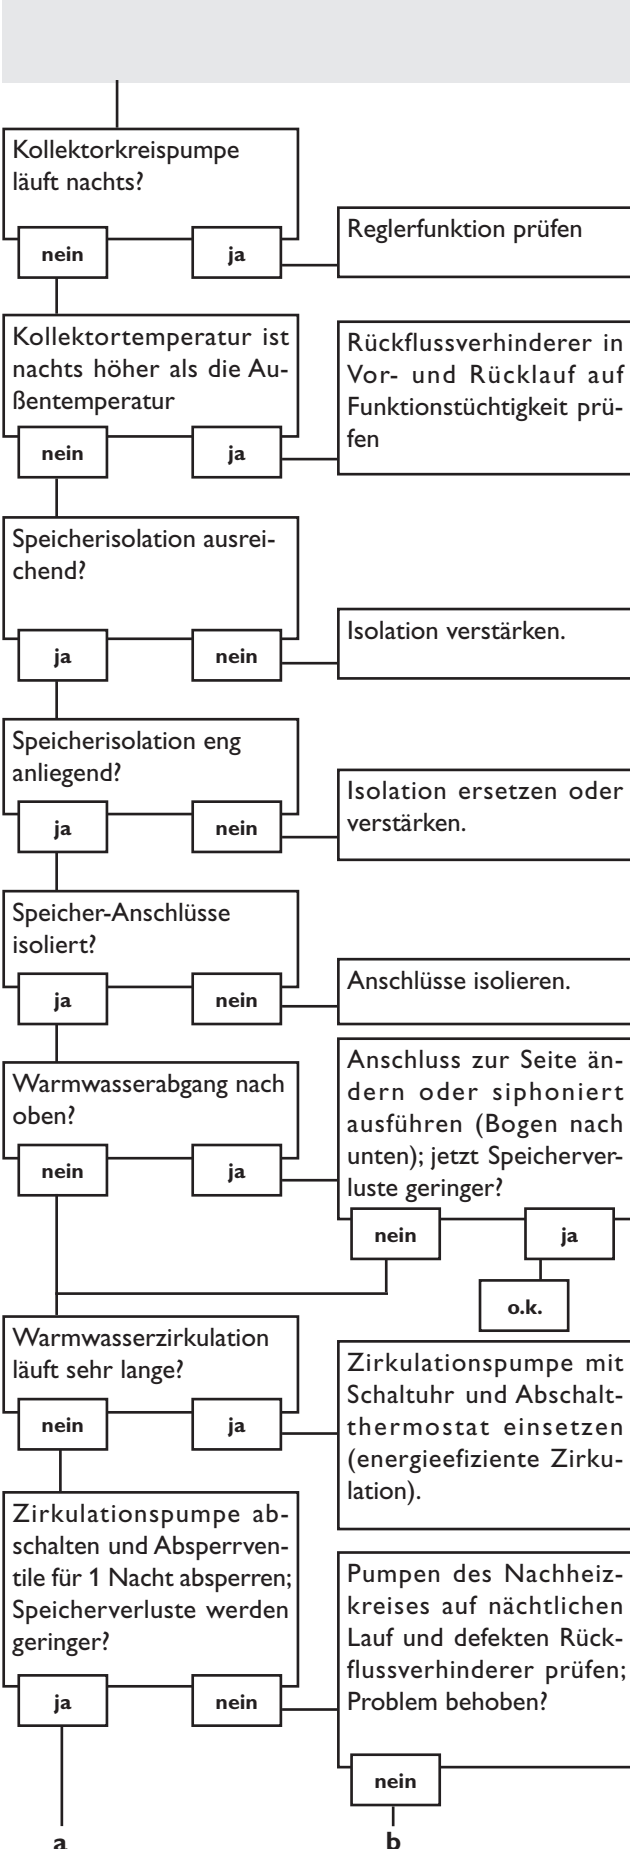 Kollektorkreispumpe
läuft nachts?
nein
ja
Reglerfunktion prüfen
Kollektortemperatur ist
nachts höher als die Au-
ßentemperatur
nein
ja
Rückflussverhinderer in
Vor- und Rücklauf auf
Funktionstüchtigkeit prü-
fen
Speicherisolation ausrei-
chend?
ja
nein
Isolation verstärken.
Speicherisolation eng
anliegend?
ja
nein
Isolation ersetzen oder
verstärken.
Speicher-Anschlüsse
isoliert?
ja
nein
Anschlüsse isolieren.
Warmwasserabgang nach
oben?
nein
ja
Anschluss zur Seite än-
dern oder siphoniert
ausführen (Bogen nach
unten); jetzt Speicherver-
luste geringer?
nein
ja
o.k.
Warmwasserzirkulation
läuft sehr lange?
nein
ja
Zirkulationspumpe mit
Schaltuhr und Abschalt-
thermostat einsetzen
(energieefiziente Zirku-
lation).
Zirkulationspumpe ab-
schalten und Absperrven-
tile für 1 Nacht absperren;
Speicherverluste werden
geringer?
ja
nein
Pumpen des Nachheiz-
kreises auf nächtlichen
Lauf und defekten Rück-
flussverhinderer prüfen;
Problem behoben?
nein
a
b